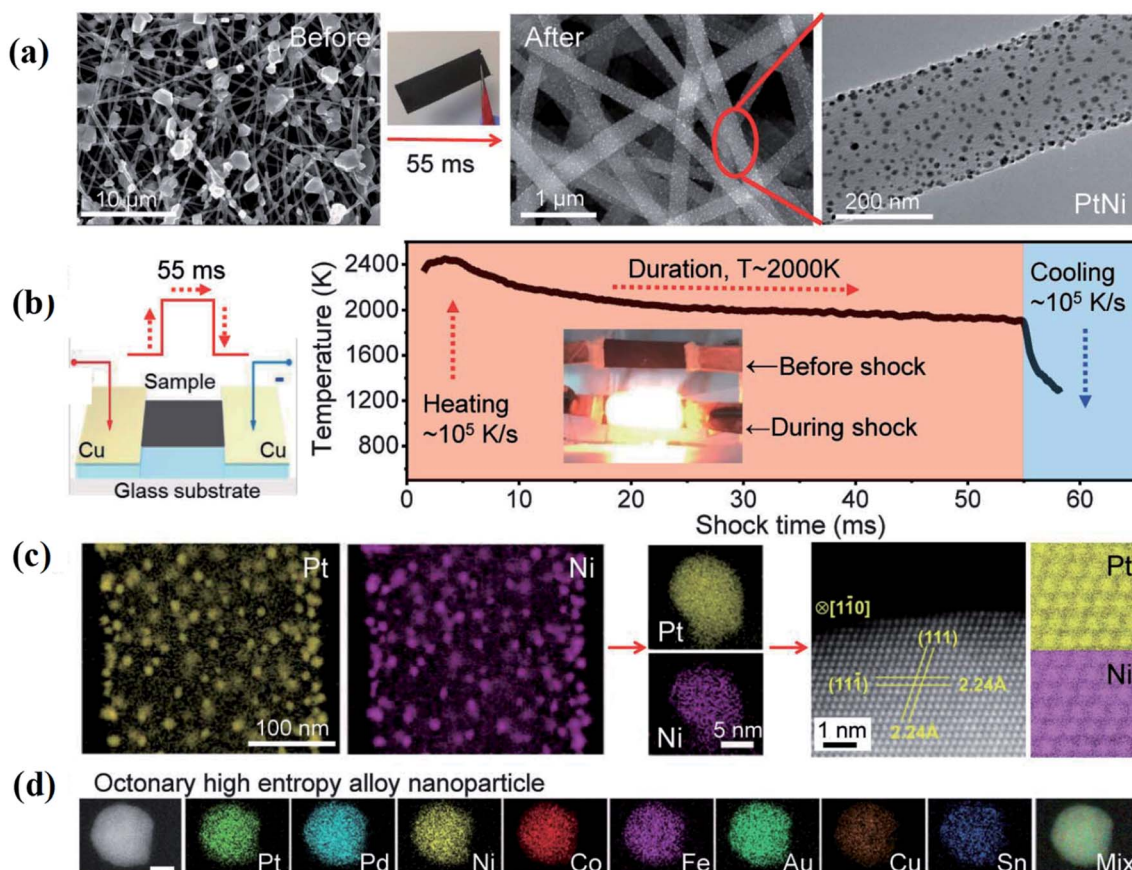 (a)
Before
10 μm
55 ms
After
1 μm
200 nm
PtNi
(b)
55 ms
Sample
-
Cu
Cu
Glass substrate
Temperature (K)
2400
2000
1600
1200
800
Duration, T~2000K
Cooling
~10⁵ K/s
Heating
~10⁵ K/s
←Before shock
←During shock
0
10
20
30
40
50
60
Shock time (ms)
(c)
Pt
100 nm
Ni
Pt
Ni
5 nm
⊗[11̄0]
(111)
(111̄)
2.24A
2.24A
1 nm
Pt
Ni
(d)
Octonary high entropy alloy nanoparticle
Pt
Pd
Ni
Co
Fe
Au
Cu
Sn
Mix